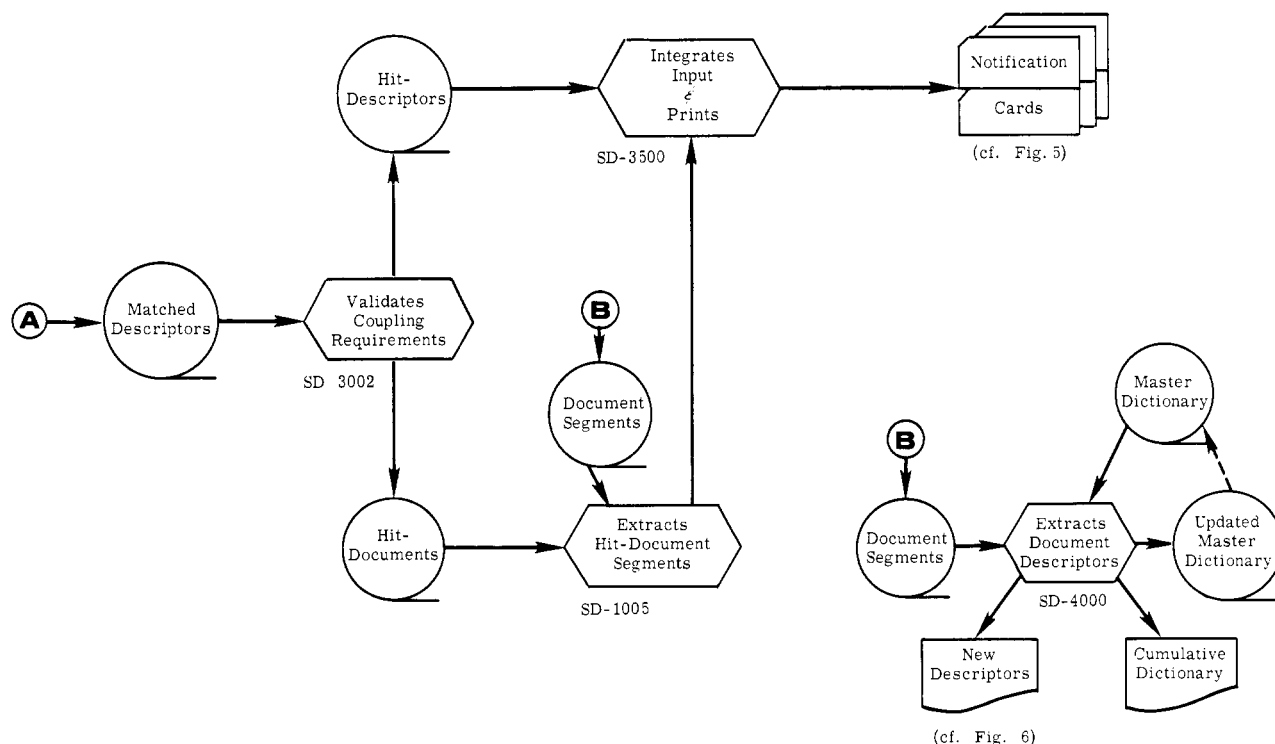 Hit-
Descriptors
Integrates
Input
&
Prints
SD-3500
Notification
Cards
(cf. Fig. 5)
A
Matched
Descriptors
Validates
Coupling
Requirements
SD 3002
B
Document
Segments
Hit-
Documents
Extracts
Hit-Document
Segments
SD-1005
Master
Dictionary
B
Document
Segments
Extracts
Document
Descriptors
SD-4000
Updated
Master
Dictionary
New
Descriptors
Cumulative
Dictionary
(cf. Fig. 6)